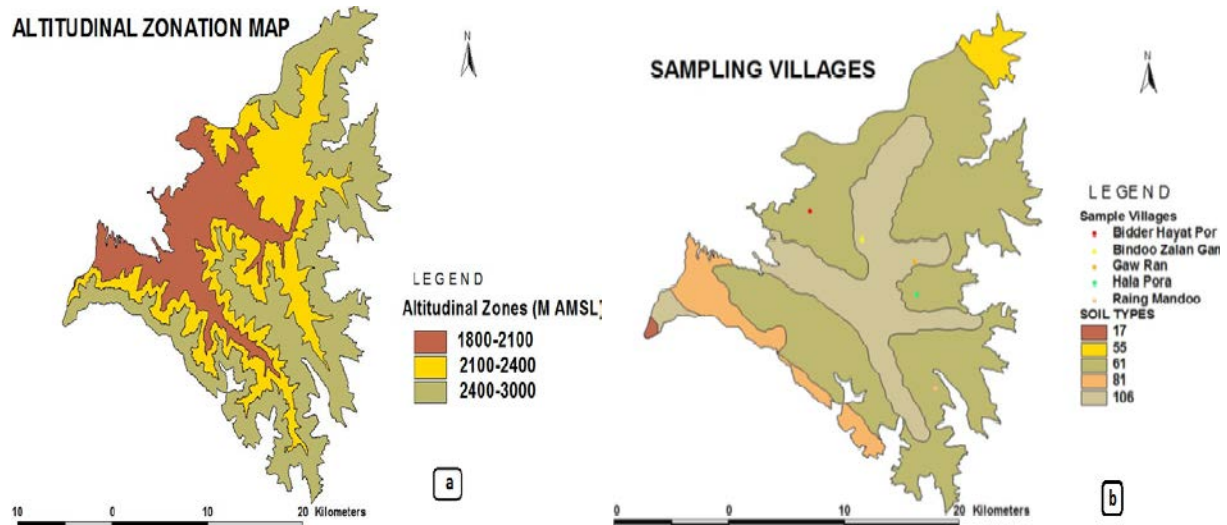 ALTITUDINAL ZONATION MAP
N
LEGEND
Altitudinal Zones (M AMSL)
1800-2100
2100-2400
2400-3000
a
10 0 10 20 Kilometers
SAMPLING VILLAGES
N
LEGEND
Sample Villages
Bidder Hayat Por
Bindoo Zalan Gan
Gaw Ran
Hala Pora
Raing Mandoo
SOIL TYPES
17
55
61
81
106
b
0 10 20
Kilometers